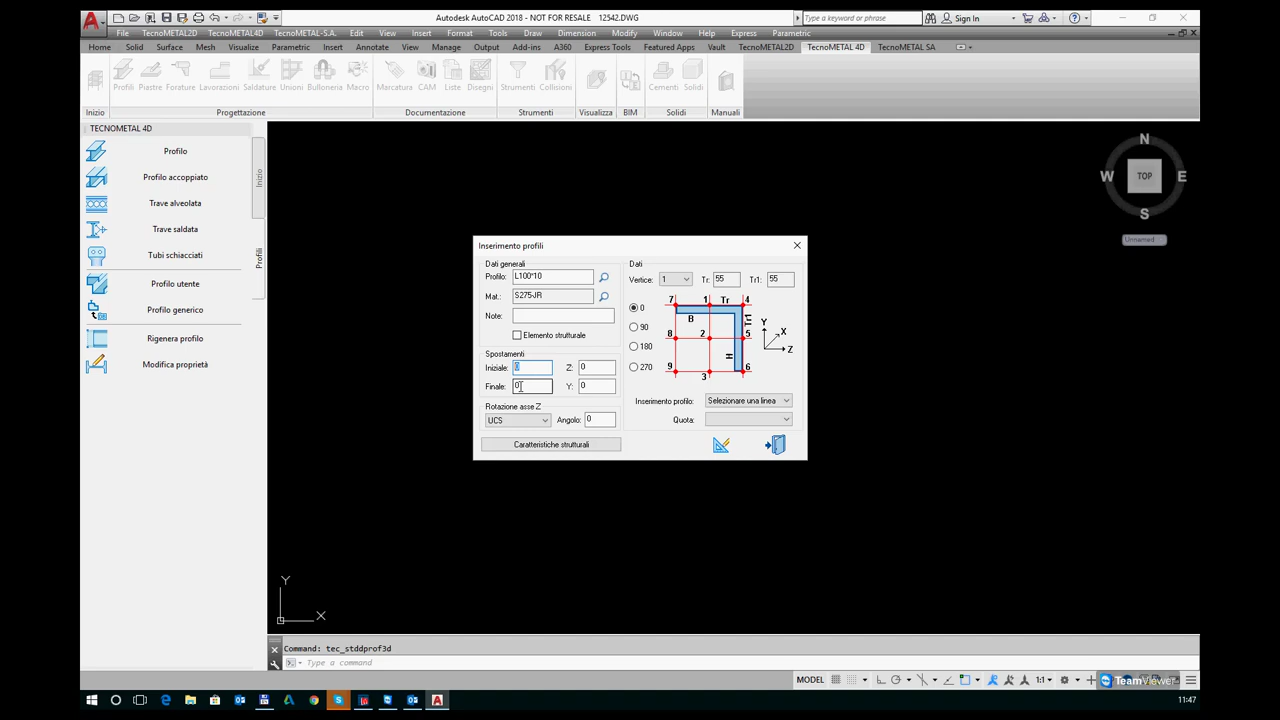 Autodesk AutoCAD 2018 - NOT FOR RESALE 12542.DWG
Type a keyword or phrase
Sign In
File TecnoMETAL2D TecnoMETAL4D TecnoMETAL-S.A. Edit View Insert Format Tools Draw Dimension Modify Window Help Express Parametric
Home Solid Surface Mesh Visualize Parametric Insert Annotate View Manage Output Add-ins A360 Express Tools Featured Apps Vault TecnoMETAL2D TecnoMETAL 4D TecnoMETAL SA
Profili Piastre Forature Lavorazioni Saldature Unioni Bulloneria Macro Marcatura CAM Liste Disegni Strumenti Collisioni Cementi Solidi
Inizio Progettazione Documentazione Strumenti Visualizza BIM Solidi Manuali
TECNOMETAL 4D
Profilo
Profilo accoppiato
Trave alveolata
Trave saldata
Tubi schiacciati
Profilo utente
Profilo generico
Rigenera profilo
Modifica proprietà
Inizio
Profili
N
W TOP E
S
Unnamed
Inserimento profili
Dati generali
Profilo: L100*10
Mat.: S275-JR
Note:
Elemento strutturale
Spostamenti
Iniziale: 0 Z: 0
Finale: 0 Y: 0
Rotazione asse Z
UCS Angolo: 0
Caratteristiche strutturali
Dati
Vertice: 1 Tr: 55 Tr1: 55
0
90
180
270
7 1 Tr 4
B Tr1
8 2 5
H
9 3 6
Y X Z
Inserimento profilo: Selezionare una linea
Quota:
Y
X
Command: tec_stddprof3d
Type a command
MODEL 1:1 TeamViewer
11:47